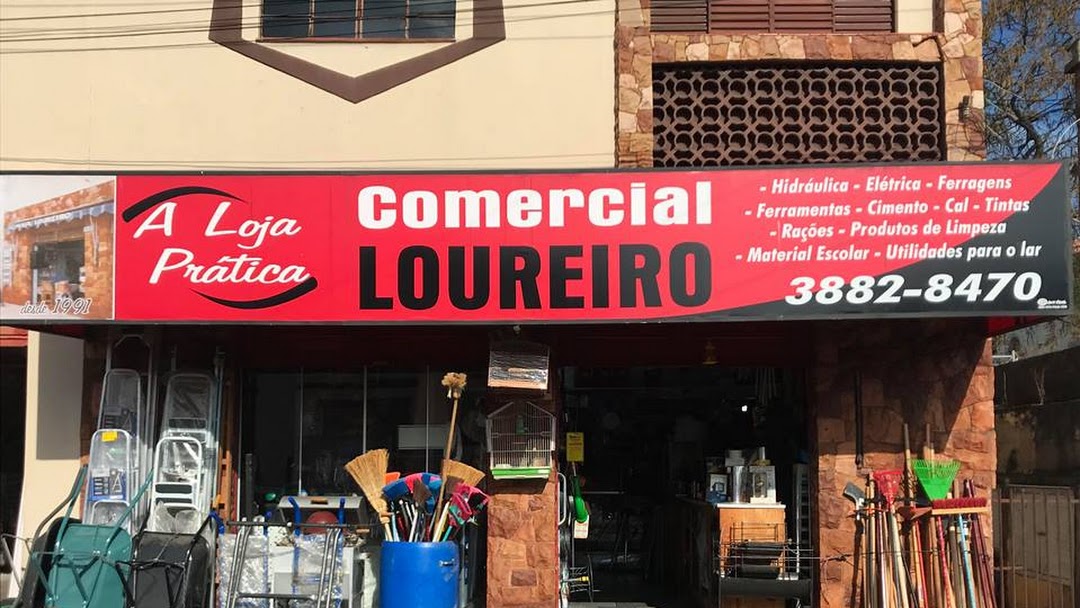 A Loja
Prática
desde 1991
Comercial
LOUREIRO
- Hidráulica - Elétrica - Ferragens
- Ferramentas - Cimento - Cal - Tintas
- Rações - Produtos de Limpeza
- Material Escolar - Utilidades para o lar
3882-8470